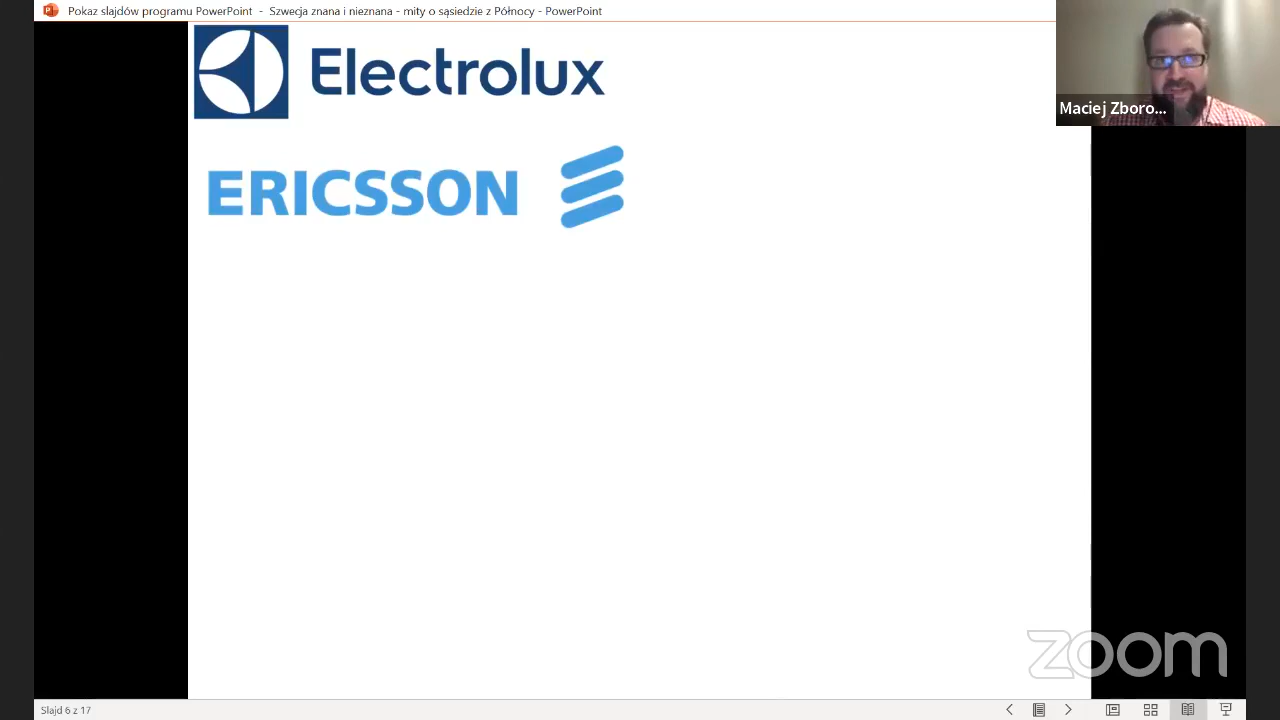 Pokaz slajdów programu PowerPoint - Szwecja znana i nieznana - mity o sąsiedzie z Północy - PowerPoint
Electrolux
Maciej Zboro...
ERICSSON
zoom
Slajd 6 z 17